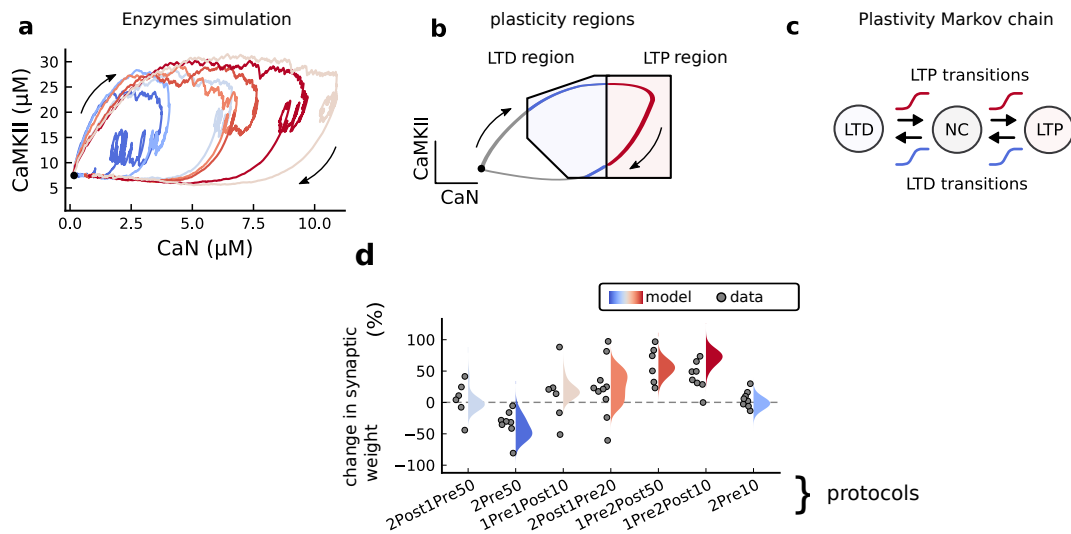 Enzymes simulation
a
CaMKII (μM)
30
25
20
15
10
5
0.0
2.5
5.0
7.5
10.0
CaN (μM)
plasticity regions
b
LTD region
LTP region
CaMKII
CaN
Plastivity Markov chain
c
LTP transitions
LTD
NC
LTP
LTD transitions
d
model
data
change in synaptic
weight
(%)
100
50
0
−50
−100
2Post1Pre50
2Pre50
1Pre1Post10
2Post1Pre20
1Pre2Post50
1Pre2Post10
2Pre10
} protocols